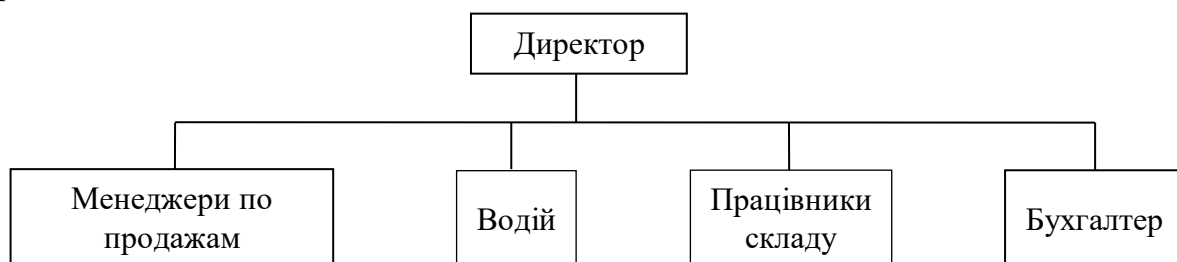 Директор
Менеджери по
продажам
Водій
Працівники
складу
Бухгалтер